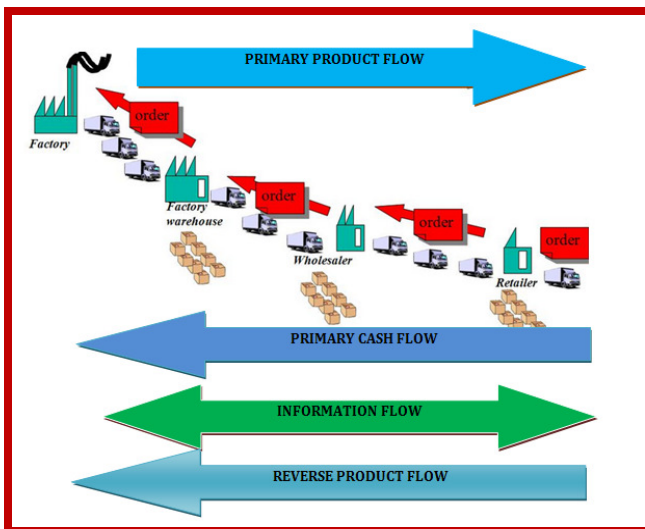 PRIMARY PRODUCT FLOW
order
Factory
order
Factory
warehouse
order
order
Wholesaler
Retailer
PRIMARY CASH FLOW
INFORMATION FLOW
REVERSE PRODUCT FLOW